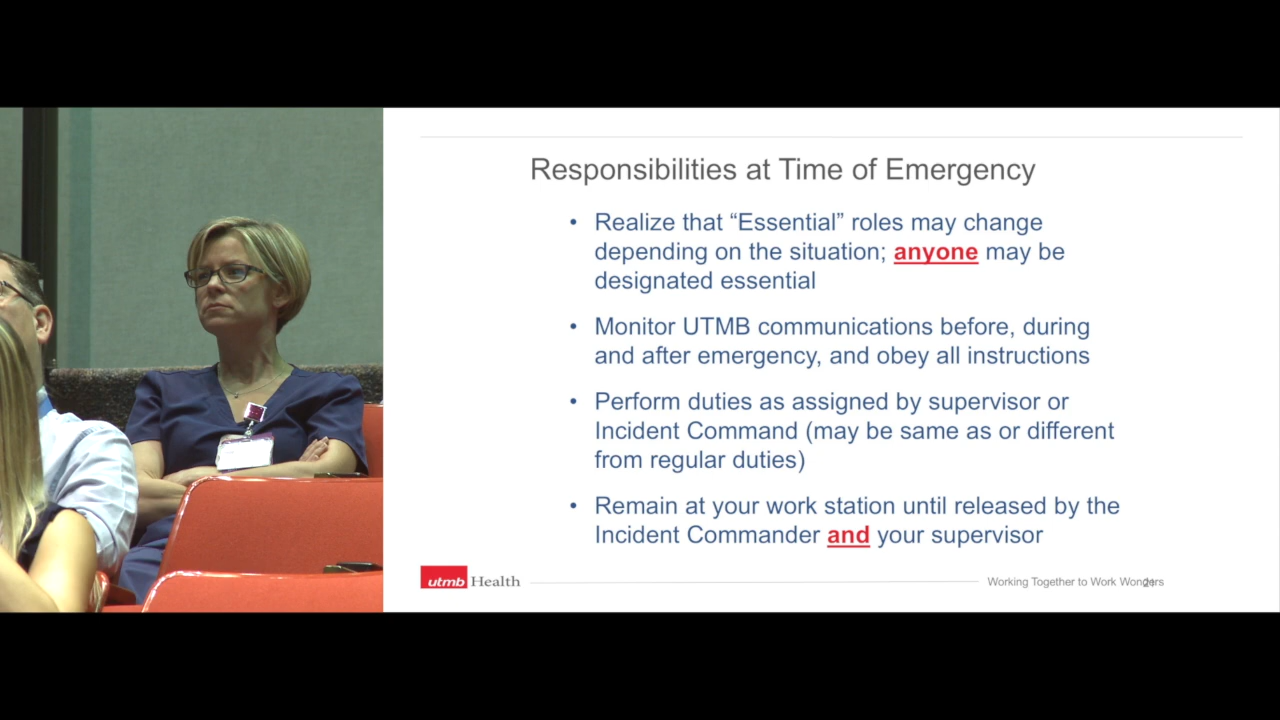 Responsibilities at Time of Emergency
• Realize that “Essential” roles may change
depending on the situation; anyone may be
designated essential
• Monitor UTMB communications before, during
and after emergency, and obey all instructions
• Perform duties as assigned by supervisor or
Incident Command (may be same as or different
from regular duties)
• Remain at your work station until released by the
Incident Commander and your supervisor
utmb Health
Working Together to Work Wonders